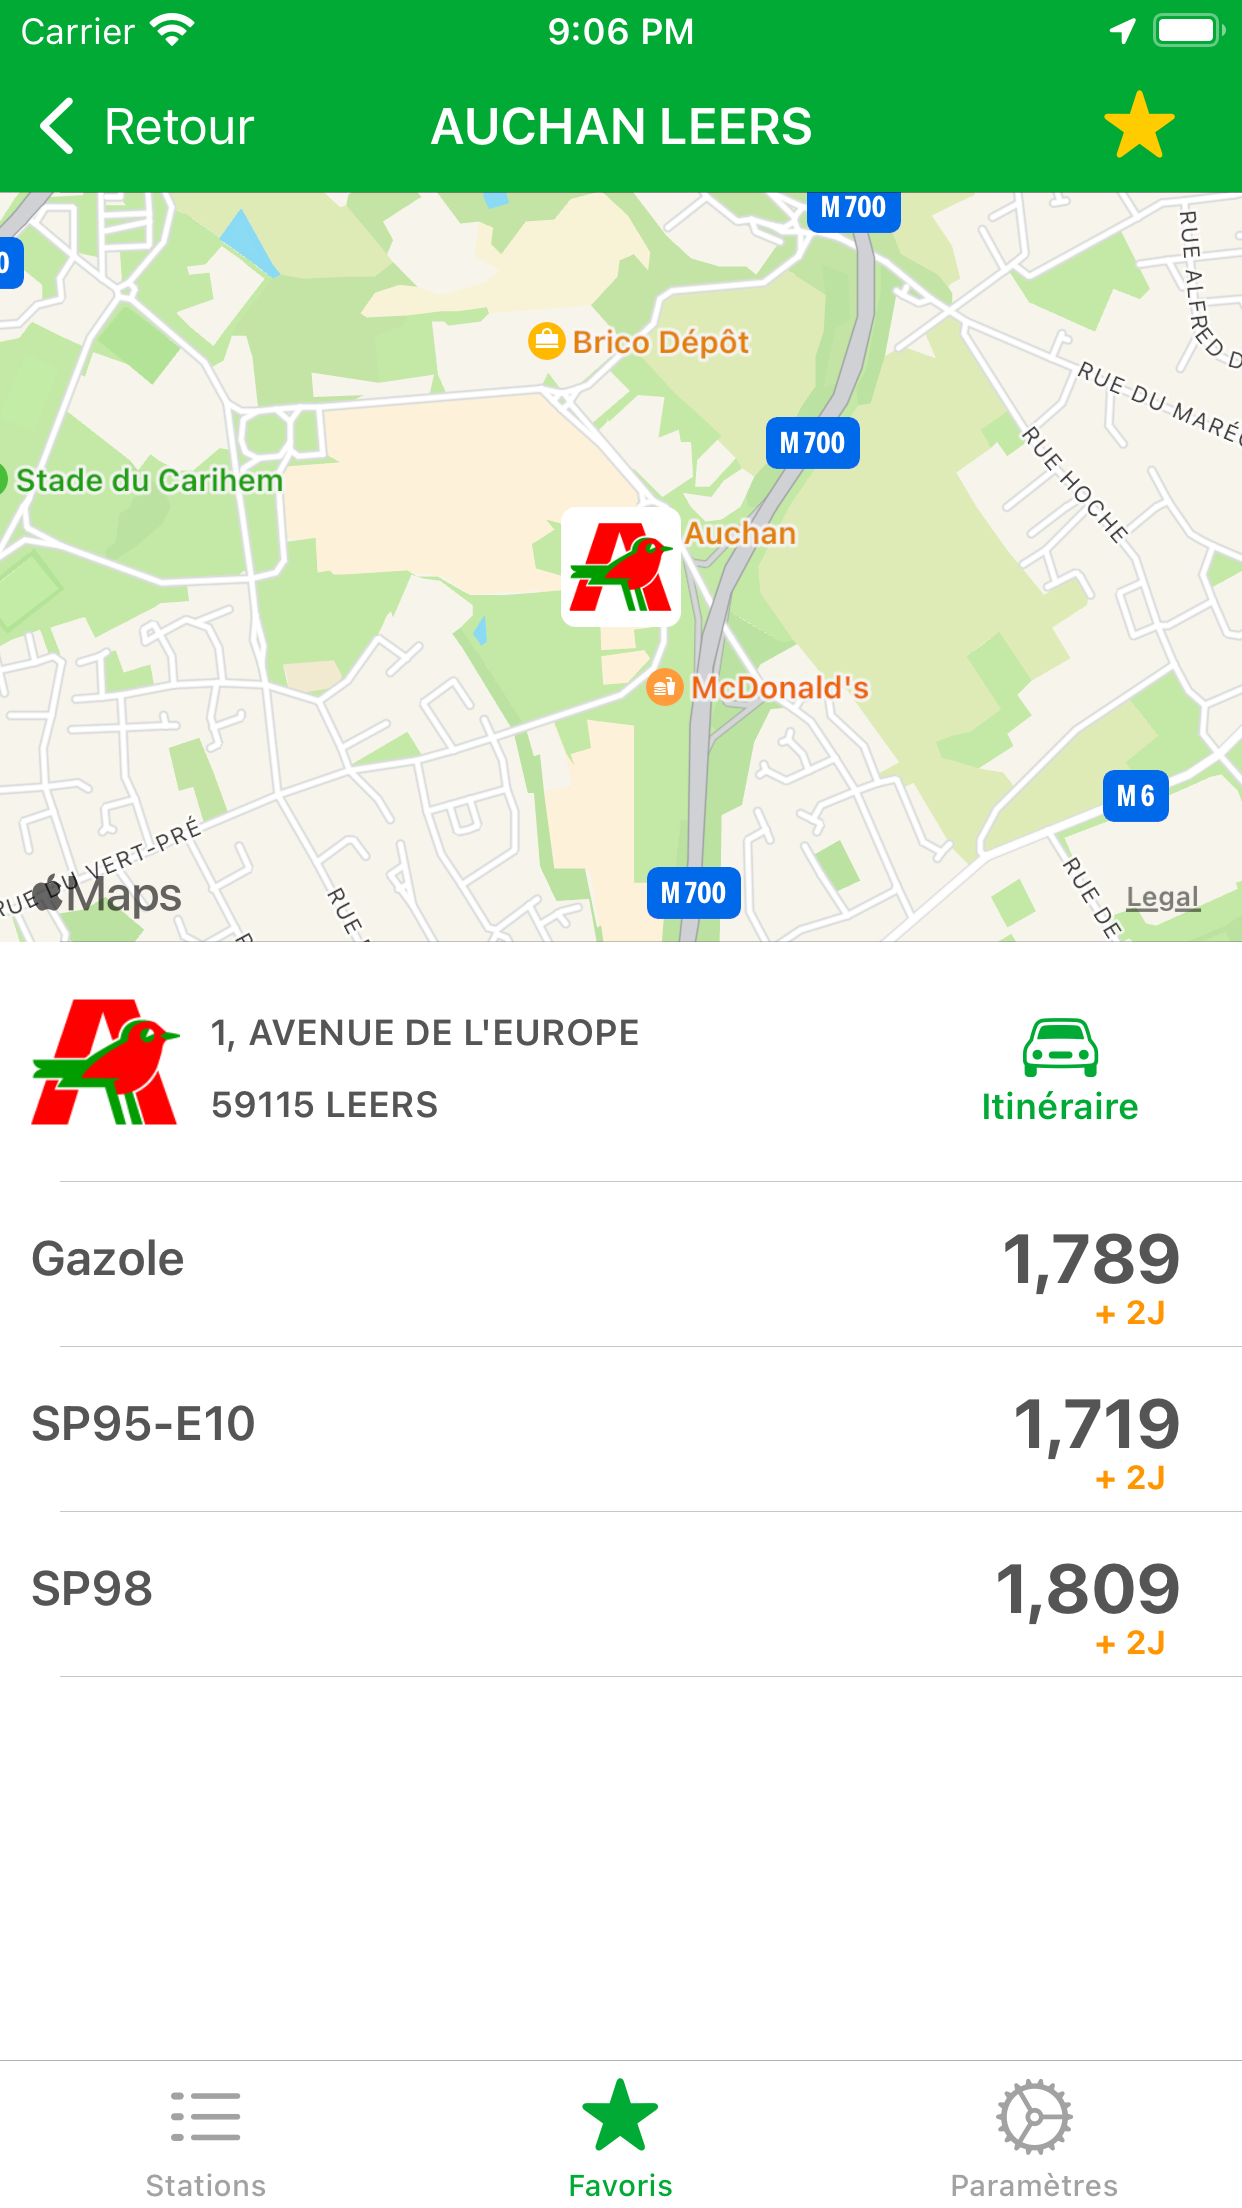 Carrier
9:06 PM
Retour
AUCHAN LEERS
M 700
RUE ALFRED D
0
Brico Dépôt
RUE DU MARÉC
M 700
RUE HOCHE
Stade du Carihem
Auchan
McDonald's
M 6
RUE DU VERT-PRÉ
Maps
RUE
M 700
RUE DE
Legal
1, AVENUE DE L'EUROPE
59115 LEERS
Itinéraire
Gazole
1,789
+ 2J
SP95-E10
1,719
+ 2J
SP98
1,809
+ 2J
Stations
Favoris
Paramètres